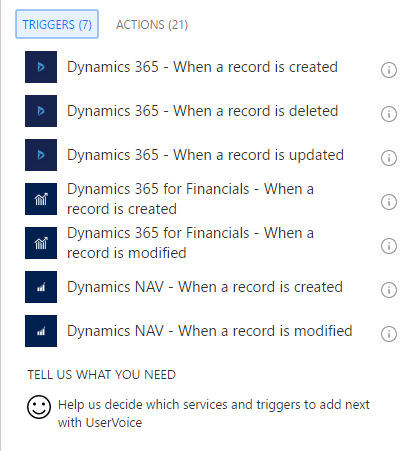 TRIGGERS (7) ACTIONS (21)
Dynamics 365 - When a record is created
Dynamics 365 - When a record is deleted
Dynamics 365 - When a record is updated
Dynamics 365 for Financials - When a
record is created
Dynamics 365 for Financials - When a
record is modified
Dynamics NAV - When a record is created
Dynamics NAV - When a record is modified
TELL US WHAT YOU NEED
Help us decide which services and triggers to add next
with UserVoice